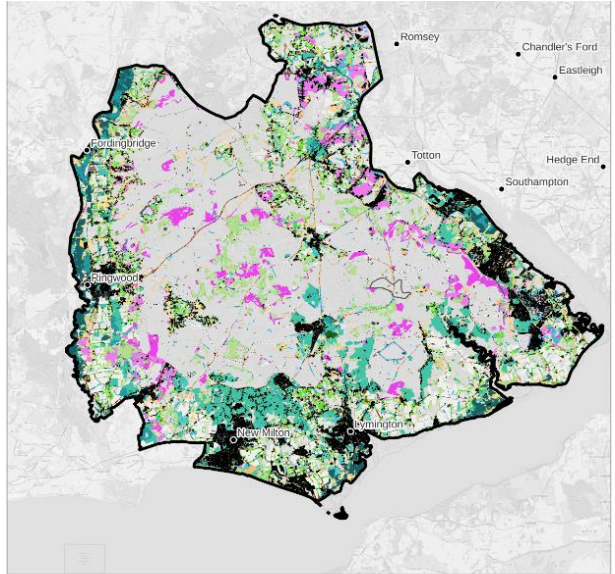 Romsey
Chandler's Ford
Eastleigh
Fordingbridge
Totton
Hedge End
Southampton
Ringwood
New Milton
Lymington